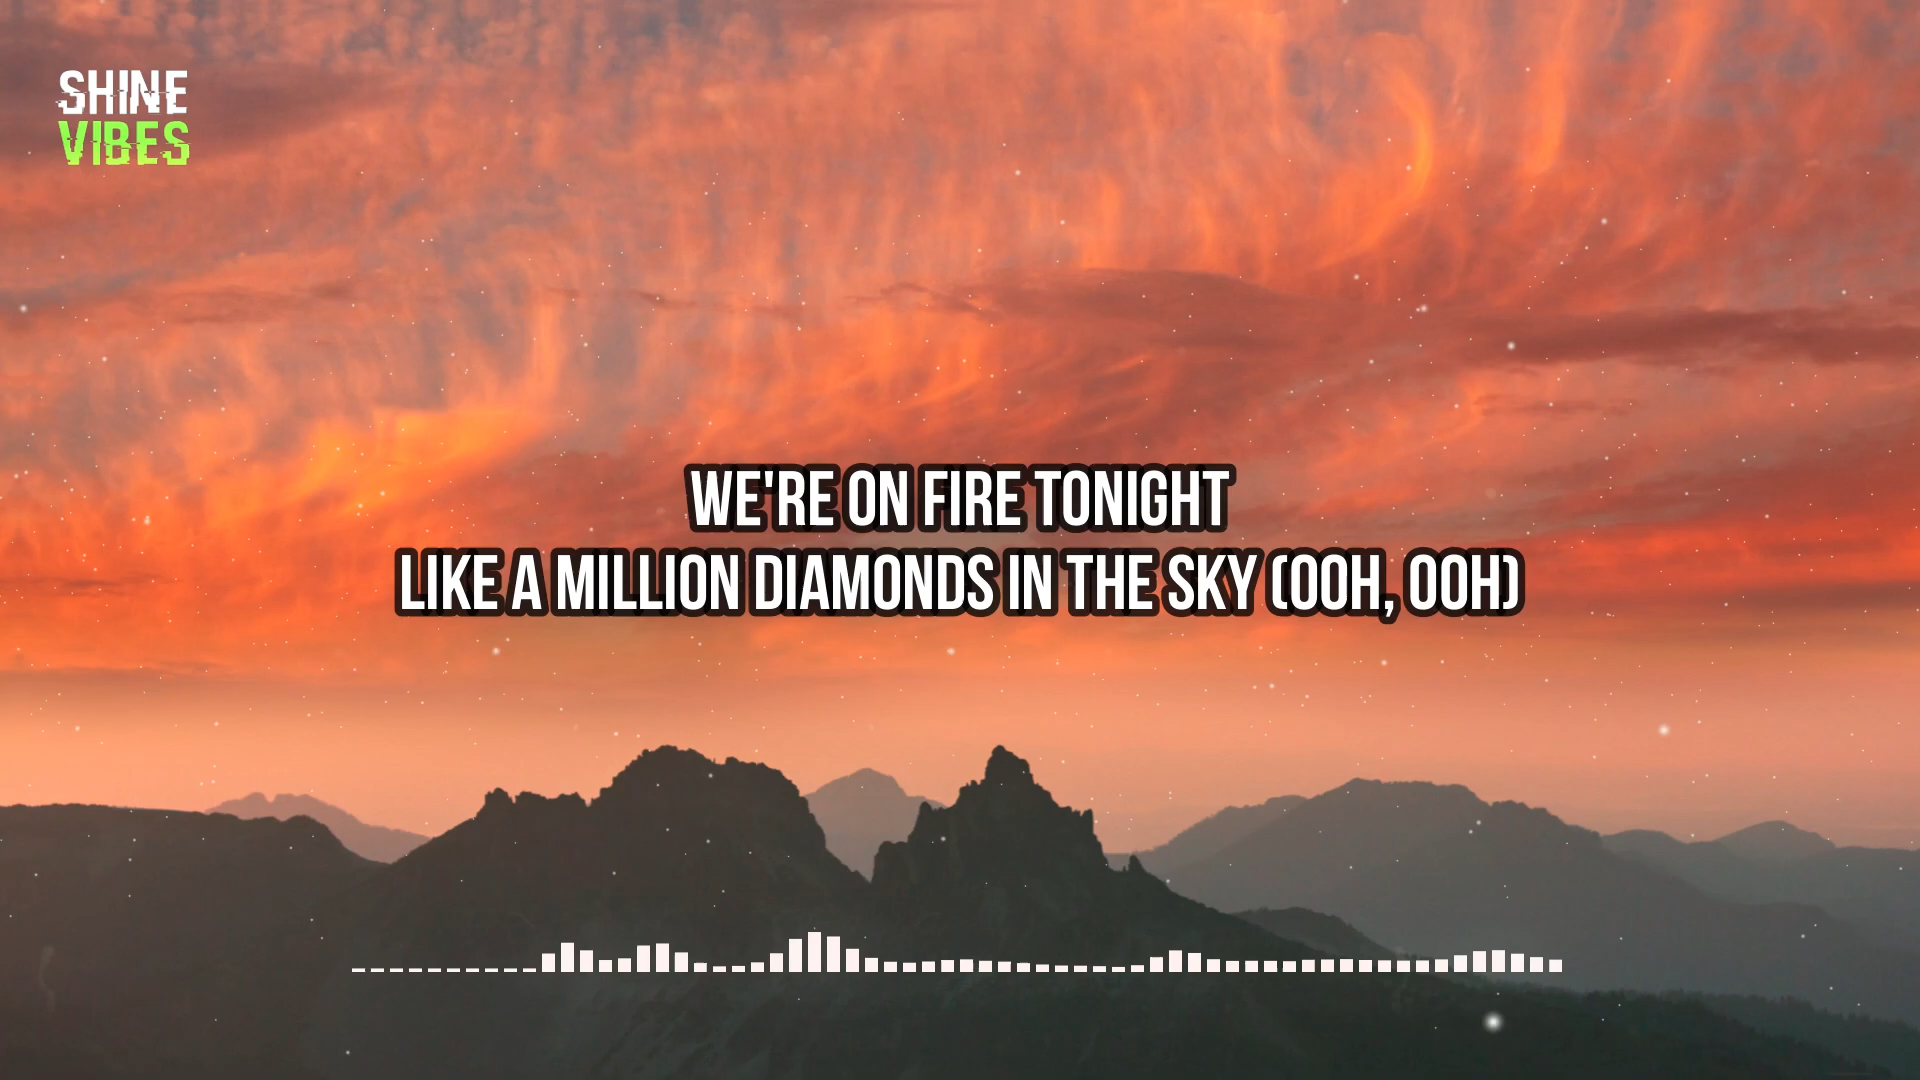 SHINE
VIBES
WE'RE ON FIRE TONIGHT
LIKE A MILLION DIAMONDS IN THE SKY (OOH, OOH)